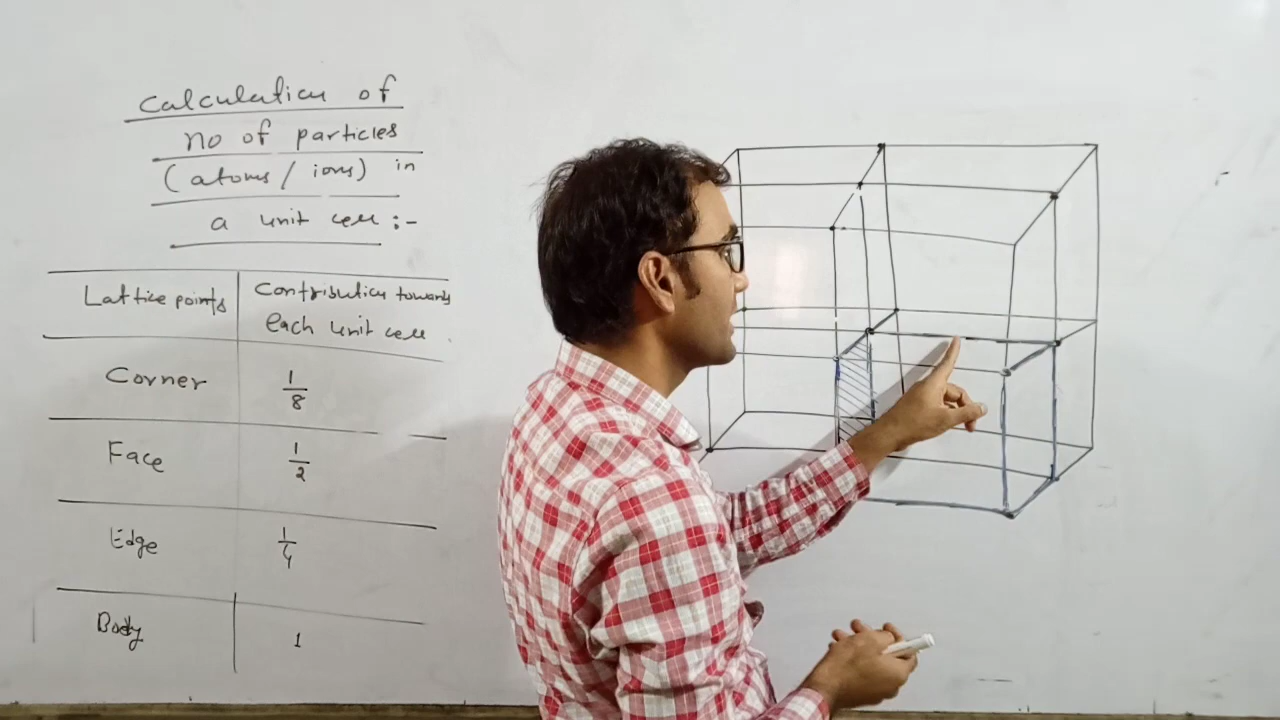 Calculation of
no of particles
(atoms / ions) in
a unit cell :-
Lattice points
Contribution towards
each unit cell.
Corner
1/8
Face
1/2
Edge
1/4
Body
1